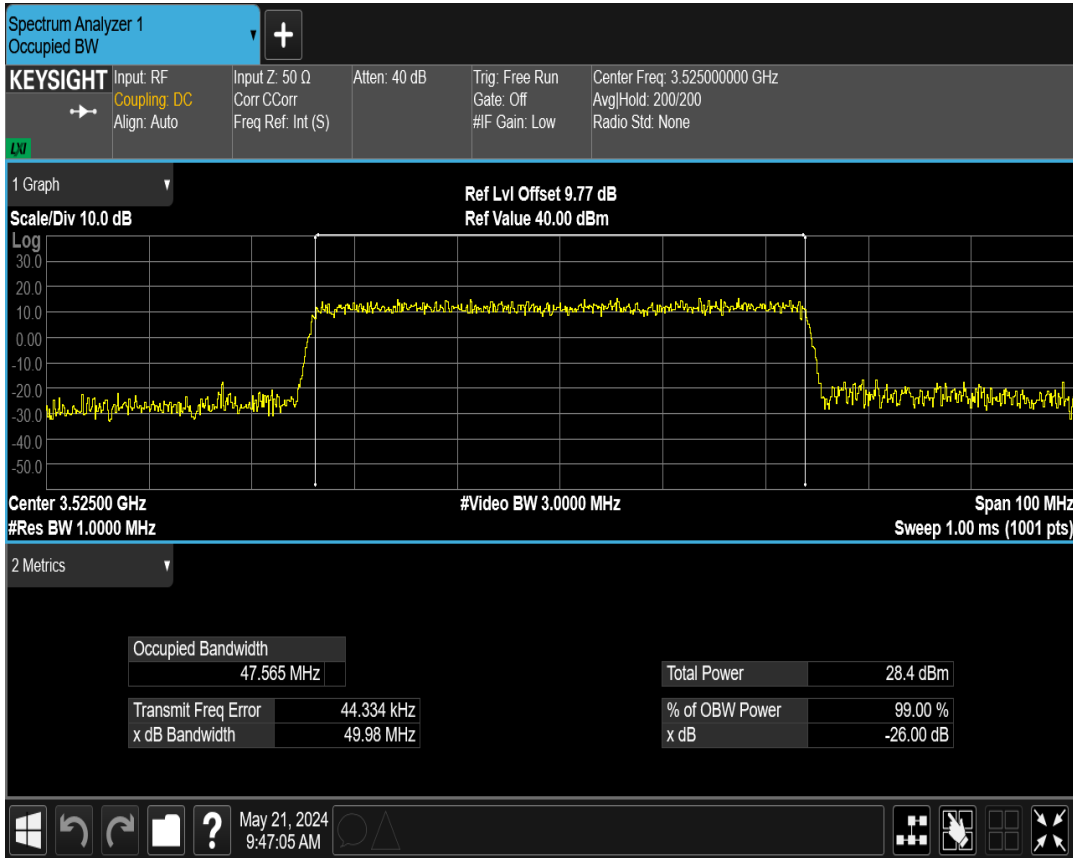 Spectrum Analyzer 1
Occupied BW
+
KEYSIGHT
LXI
Input: RF
Coupling: DC
Align: Auto
Input Z: 50 Ω
Corr CCorr
Freq Ref: Int (S)
Atten: 40 dB
Trig: Free Run
Gate: Off
#IF Gain: Low
Center Freq: 3.525000000 GHz
Avg|Hold: 200/200
Radio Std: None
1 Graph
Scale/Div 10.0 dB
Ref Lvl Offset 9.77 dB
Ref Value 40.00 dBm
Log
30.0
20.0
10.0
0.00
-10.0
-20.0
-30.0
-40.0
-50.0
Center 3.52500 GHz
#Video BW 3.0000 MHz
Span 100 MHz
#Res BW 1.0000 MHz
Sweep 1.00 ms (1001 pts)
2 Metrics
Occupied Bandwidth
47.565 MHz
Transmit Freq Error 44.334 kHz
x dB Bandwidth 49.98 MHz
Total Power 28.4 dBm
% of OBW Power 99.00 %
x dB -26.00 dB
?
May 21, 2024
9:47:05 AM